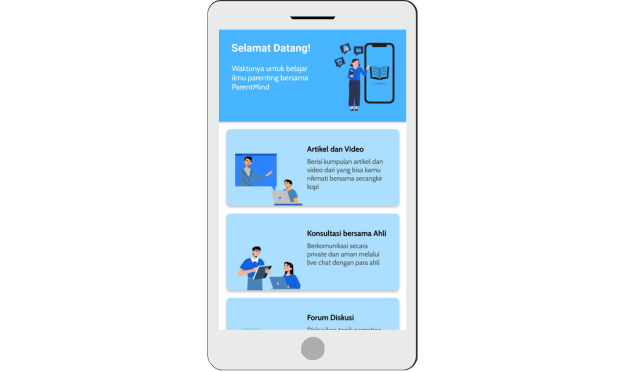 Selamat Datang!
Waktunya untuk belajar
ilmu parenting bersama
ParentMind
Artikel dan Video
Berisi kumpulan artikel dan
video dari yang bisa kamu
nikmati bersama secangkir
kopi
Konsultasi bersama Ahli
Berkomunikasi secara
private dan aman melalui
live chat dengan para ahli
Forum Diskusi